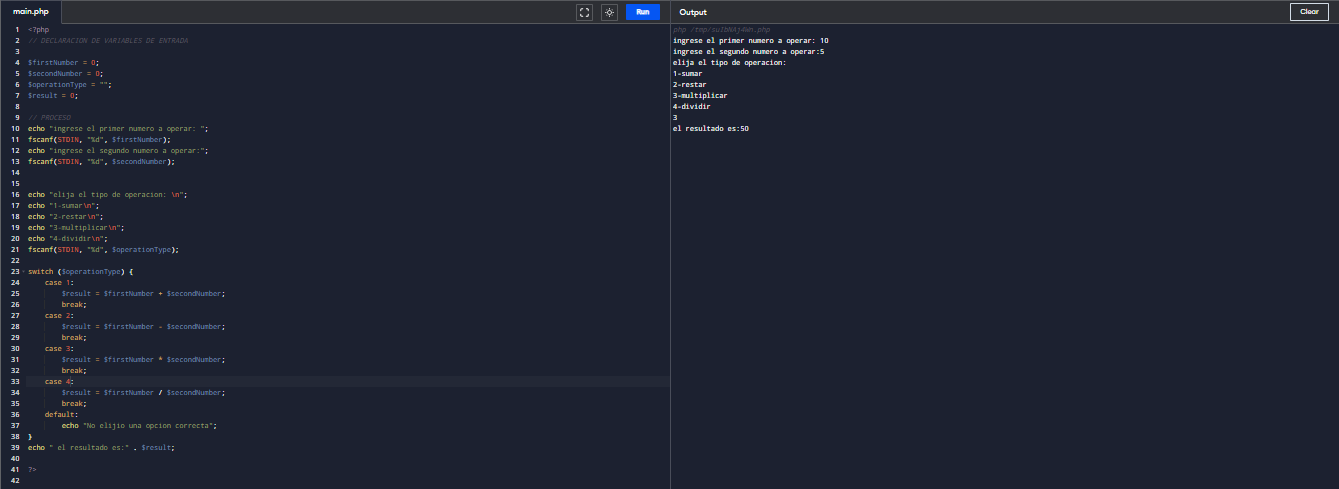 main.php
Run
Output
Clear
1 <?php
2 // DECLARACION DE VARIABLES DE ENTRADA
3
4 $firstNumber = 0;
5 $secondNumber = 0;
6 $operationType = "";
7 $result = 0;
8
9 // PROCESO
10 echo "ingrese el primer numero a operar: ";
11 fscanf(STDIN, "%d", $firstNumber);
12 echo "ingrese el segundo numero a operar:";
13 fscanf(STDIN, "%d", $secondNumber);
14
15
16 echo "elija el tipo de operacion: \n";
17 echo "1-sumar\n";
18 echo "2-restar\n";
19 echo "3-multiplicar\n";
20 echo "4-dividir\n";
21 fscanf(STDIN, "%d", $operationType);
22
23 switch ($operationType) {
24 case 1:
25 $result = $firstNumber + $secondNumber;
26 break;
27 case 2:
28 $result = $firstNumber - $secondNumber;
29 break;
30 case 3:
31 $result = $firstNumber * $secondNumber;
32 break;
33 case 4:
34 $result = $firstNumber / $secondNumber;
35 break;
36 default:
37 echo "No elijio una opcion correcta";
38 }
39 echo " el resultado es:" . $result;
40
41 ?>
42
php
ingrese el primer numero a operar: 10
ingrese el segundo numero a operar:5
elija el tipo de operacion:
1-sumar
2-restar
3-multiplicar
4-dividir
3
el resultado es:50